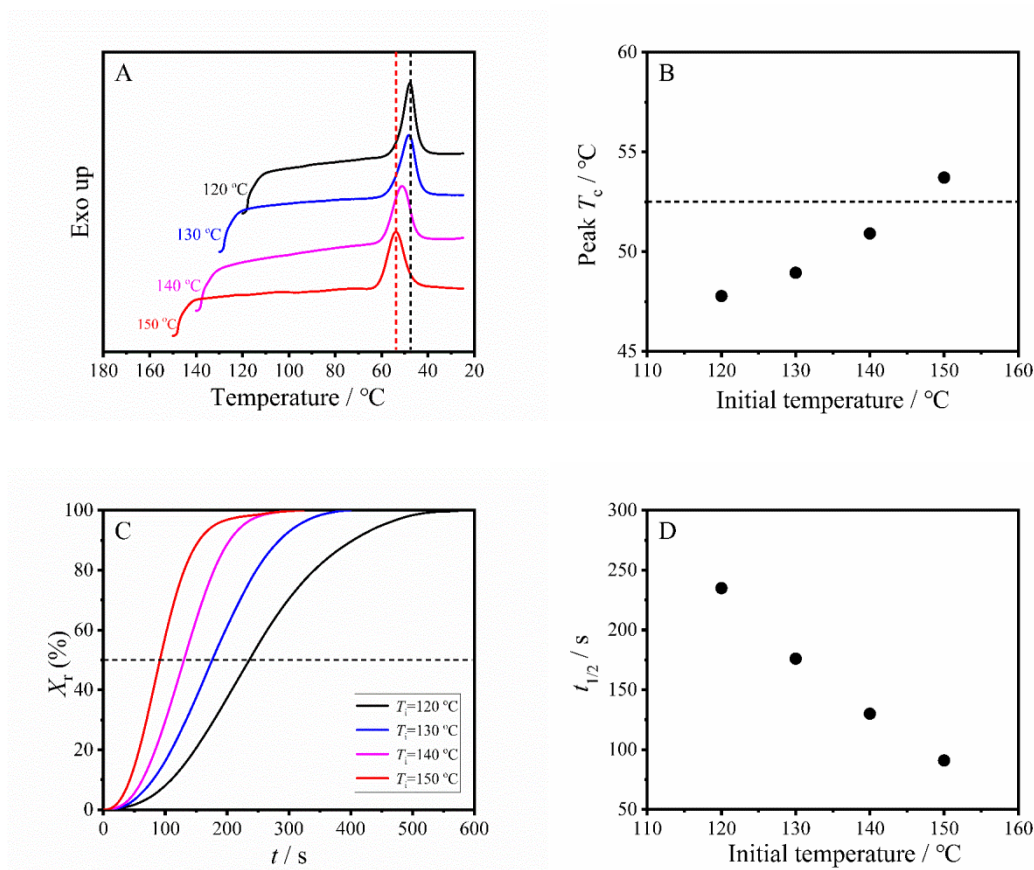 A
Exo up
120 °C
130 °C
140 °C
150 °C
180 160 140 120 100 80 60 40 20
Temperature / °C
B
Peak Tc / °C
60
55
50
45
110 120 130 140 150 160
Initial temperature / °C
C
Xr (%)
100
80
60
40
20
0
Ti=120 °C
Ti=130 °C
Ti=140 °C
Ti=150 °C
0 100 200 300 400 500 600
t / s
D
t1/2 / s
300
250
200
150
100
50
110 120 130 140 150 160
Initial temperature / °C